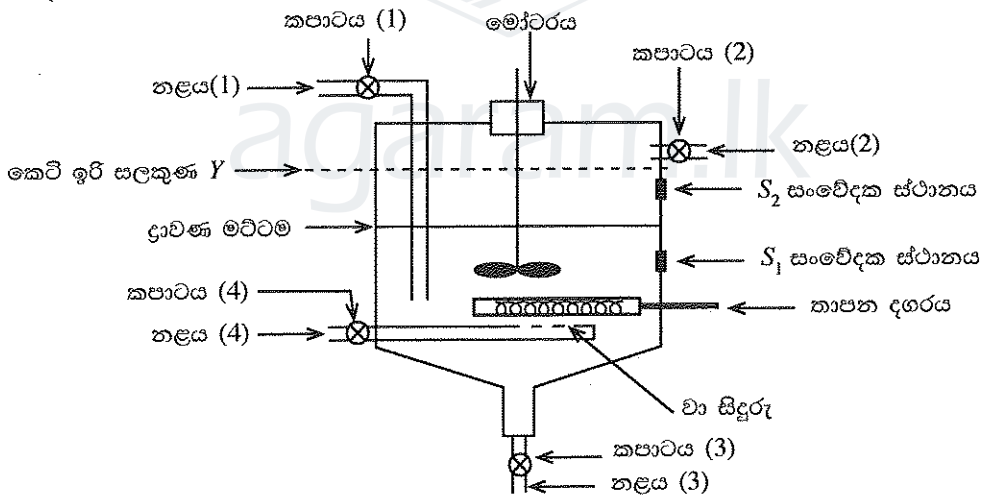 කපාටය (1)
මෝටරය
කපාටය (2)
නළය(1)
නළය(2)
කෙටි ඉරි සලකුණ Y
S₂ සංවේදක ස්ථානය
ද්‍රාවණ මට්ටම
S₁ සංවේදක ස්ථානය
කපාටය (4)
තාපන දගරය
නළය (4)
වා සිදුරු
කපාටය (3)
නළය (3)
agaram.lk